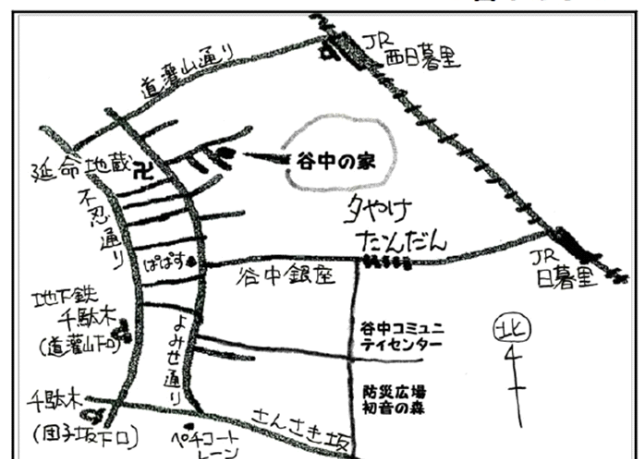 JR
西日暮里
道灌山通り
延命地蔵卍
谷中の家
不忍通り
夕やけ
だんだん
ぱぱす
谷中銀座
JR
日暮里
地下鉄
千駄木
(道灌山下口)
よみせ通り
谷中コミュニ
ティセンター
北
防災広場
初音の森
千駄木
(団子坂下口)
さんさき坂
ペチコート
レーン